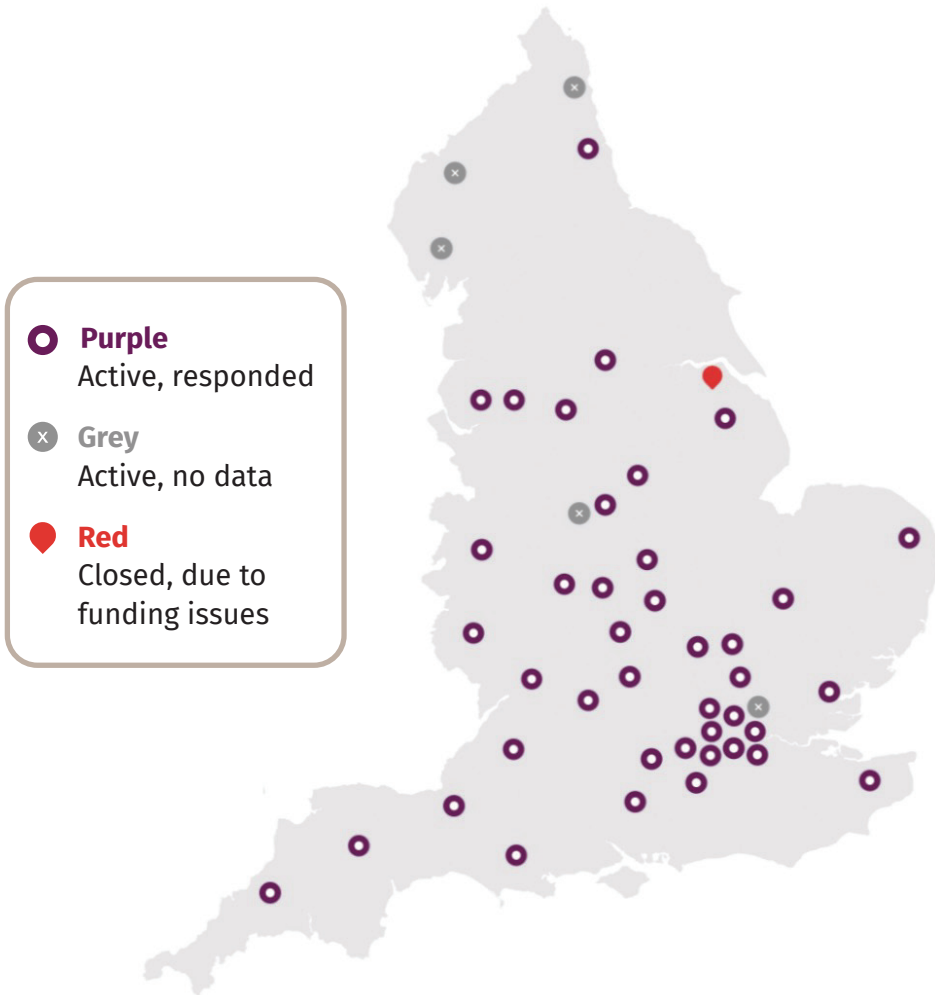 Purple
Active, responded
Grey
Active, no data
Red
Closed, due to
funding issues